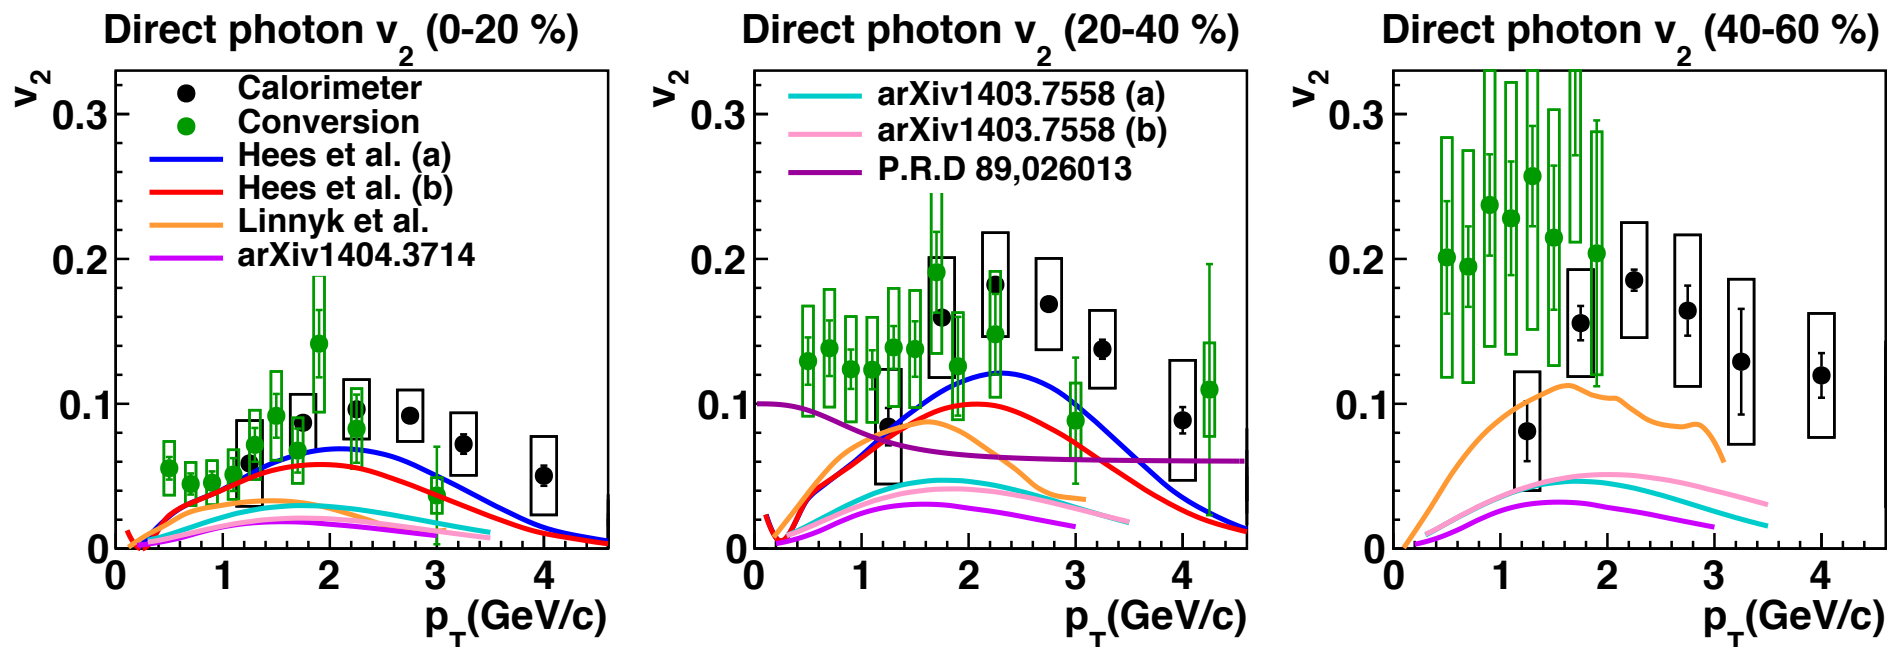 Direct photon v2 (0-20 %)
v2
0.3
0.2
0.1
0
Calorimeter
Conversion
Hees et al. (a)
Hees et al. (b)
Linnyk et al.
arXiv1404.3714
0 1 2 3 4
pT(GeV/c)
Direct photon v2 (20-40 %)
v2
0.3
0.2
0.1
0
arXiv1403.7558 (a)
arXiv1403.7558 (b)
P.R.D 89,026013
0 1 2 3 4
pT(GeV/c)
Direct photon v2 (40-60 %)
v2
0.3
0.2
0.1
0
0 1 2 3 4
pT(GeV/c)